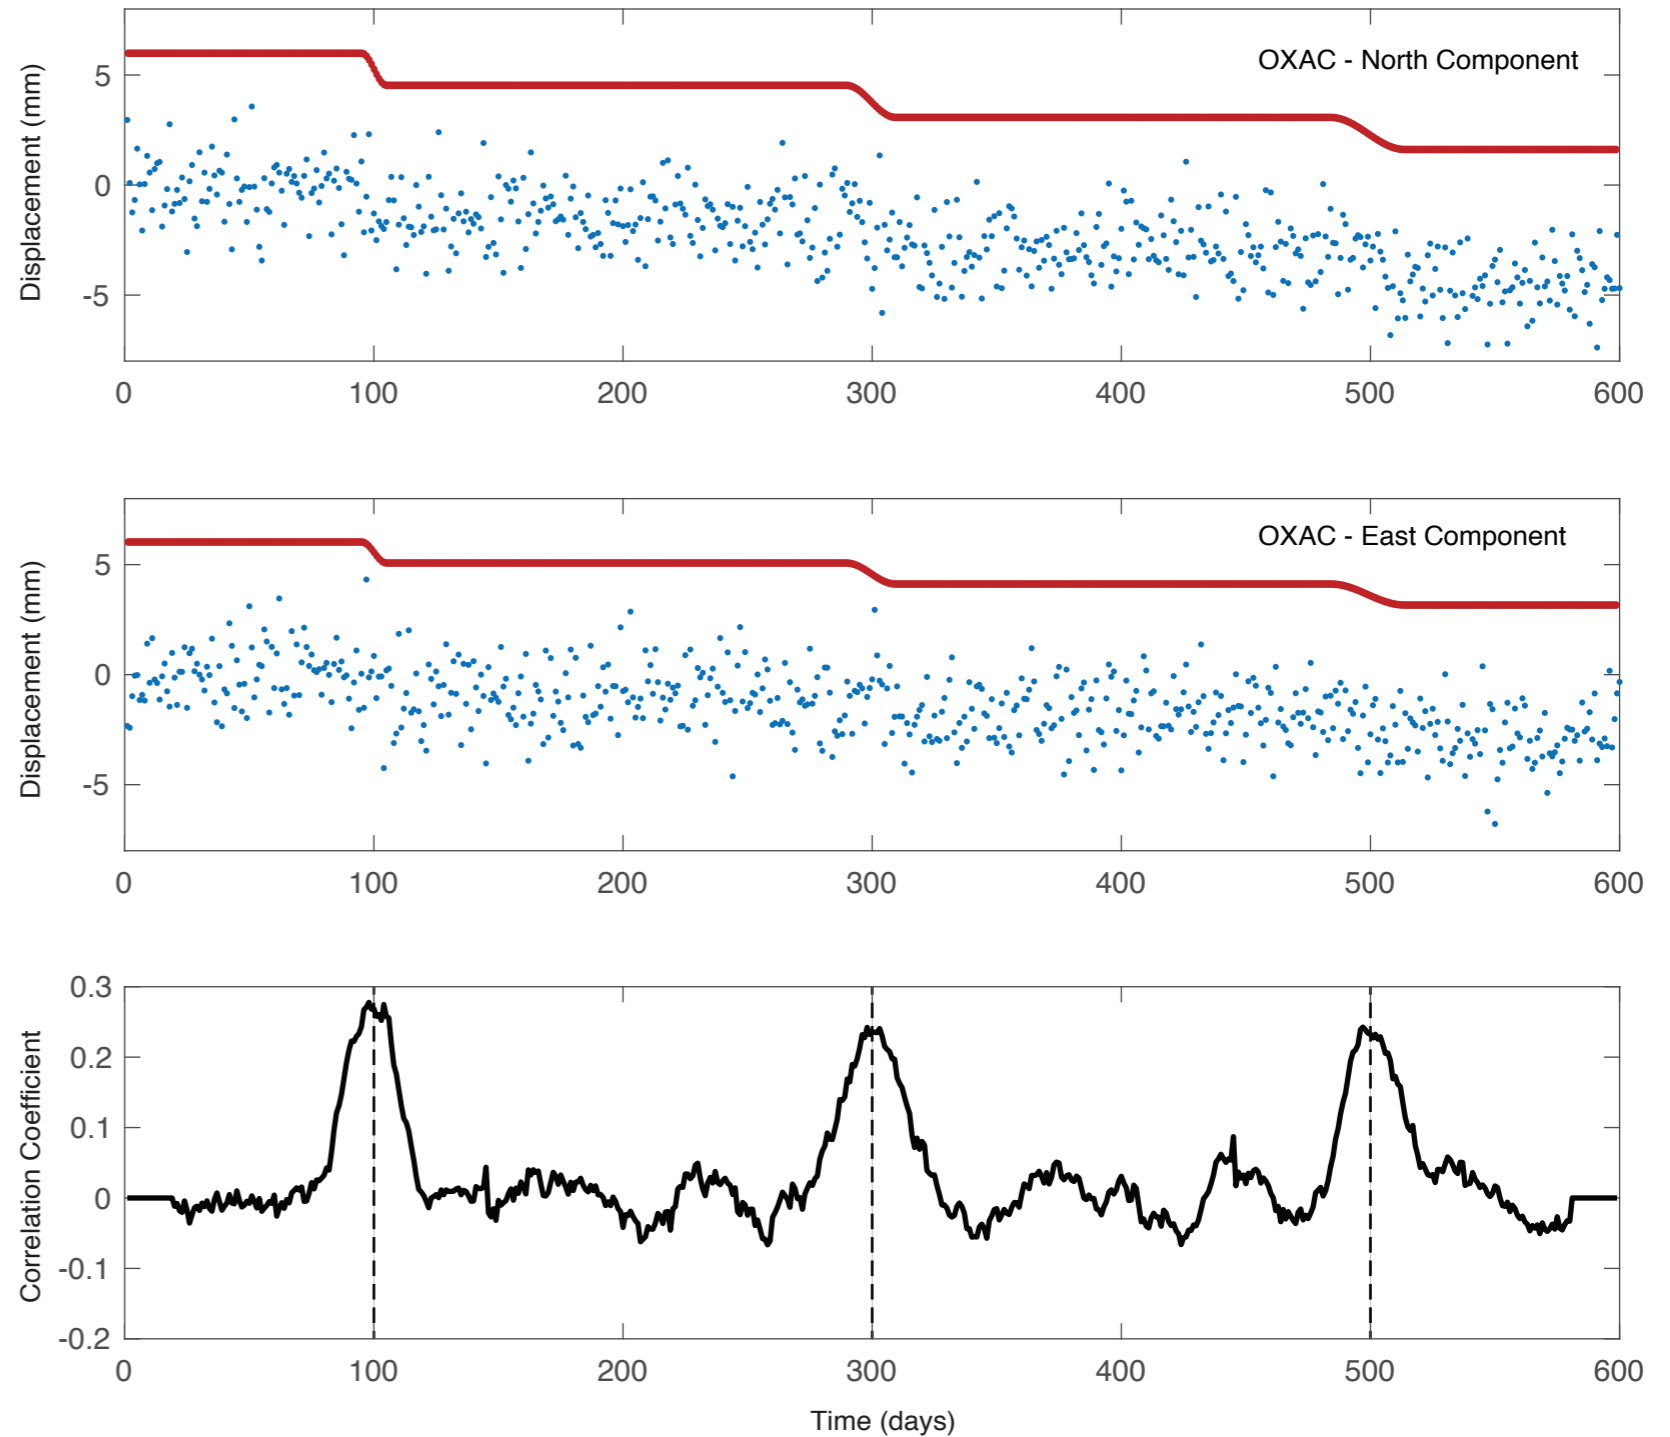 OXAC - North Component
Displacement (mm)
5
0
-5
0 100 200 300 400 500 600
OXAC - East Component
Displacement (mm)
5
0
-5
0 100 200 300 400 500 600
Correlation Coefficient
0.3
0.2
0.1
0
-0.1
-0.2
0 100 200 300 400 500 600
Time (days)